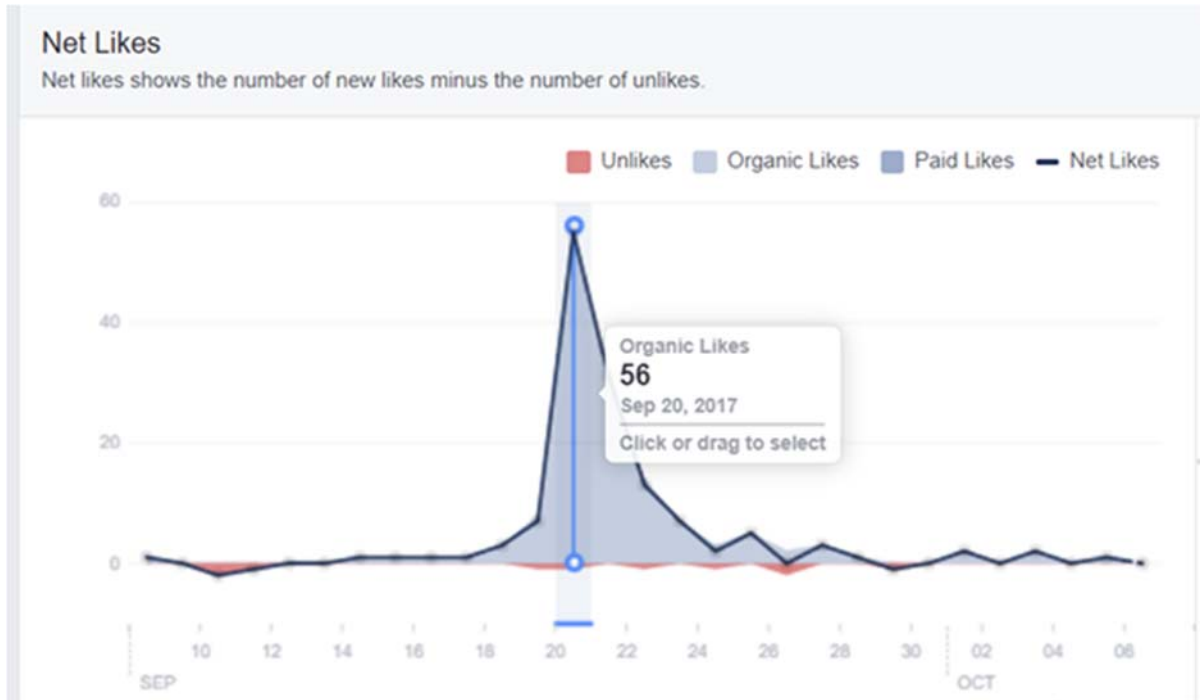 Net Likes
Net likes shows the number of new likes minus the number of unlikes.
Unlikes Organic Likes Paid Likes Net Likes
60
40
20
0
Organic Likes
56
Sep 20, 2017
Click or drag to select
10 12 14 16 18 20 22 24 26 28 30 02 04 06
SEP OCT